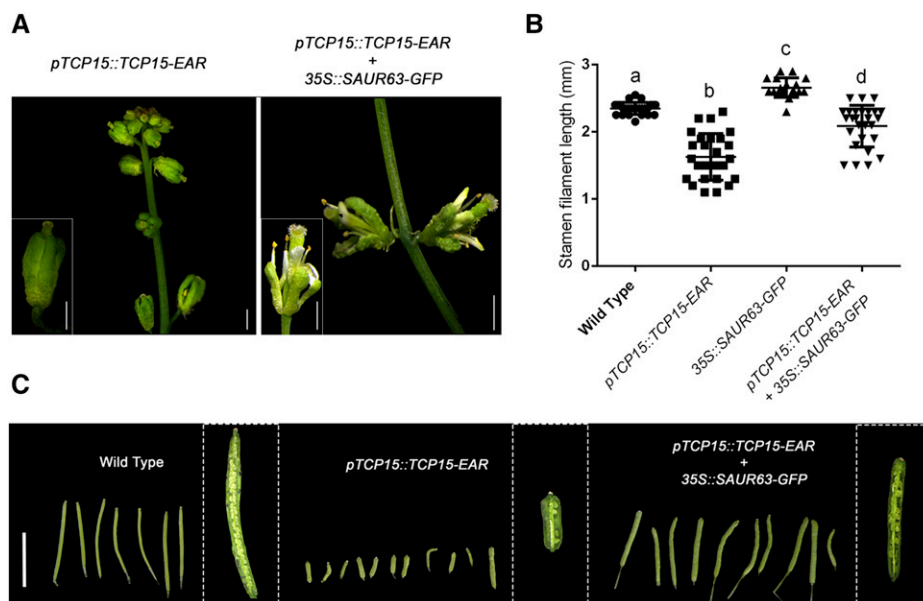 A
pTCP15::TCP15-EAR
pTCP15::TCP15-EAR
+
35S::SAUR63-GFP
B
Stamen filament length (mm)
3
2
1
0
a
b
c
d
Wild Type
pTCP15::TCP15-EAR
35S::SAUR63-GFP
pTCP15::TCP15-EAR
+ 35S::SAUR63-GFP
C
Wild Type
pTCP15::TCP15-EAR
pTCP15::TCP15-EAR
+
35S::SAUR63-GFP